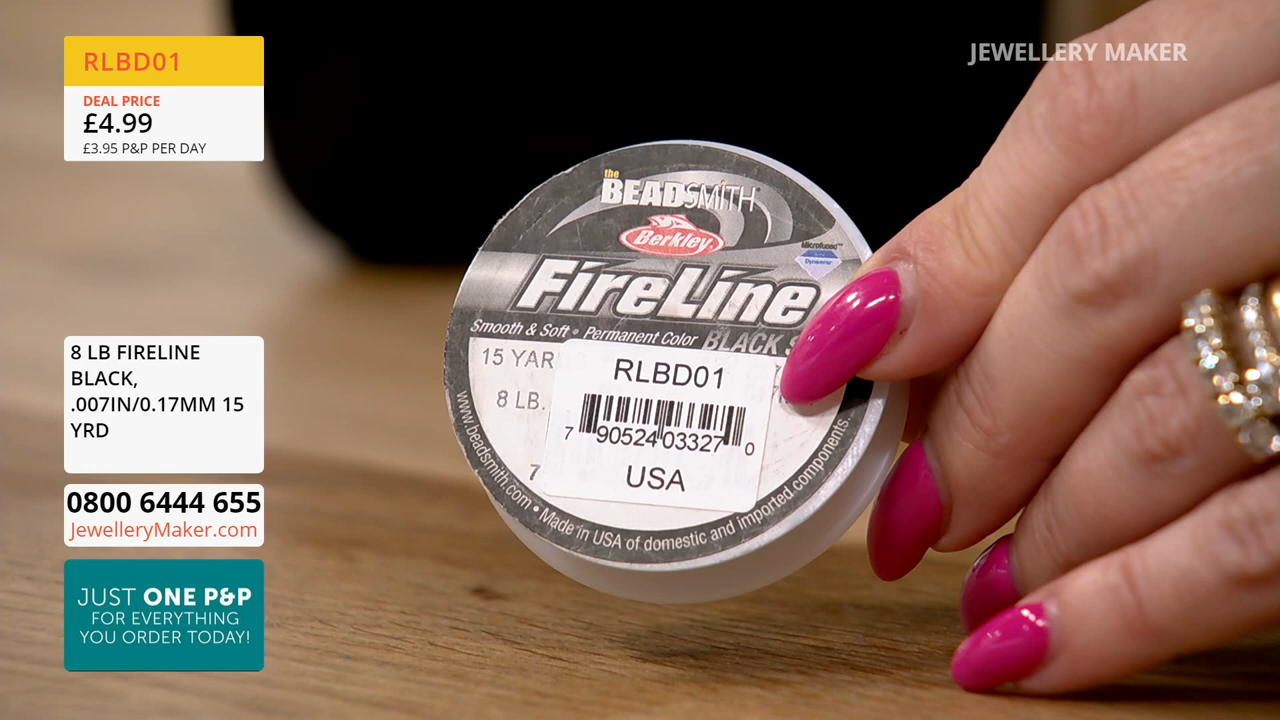 RLBD01
DEAL PRICE
£4.99
£3.95 P&P PER DAY
8 LB FIRELINE
BLACK,
.007IN/0.17MM 15
YRD
0800 6444 655
JewelleryMaker.com
JUST ONE P&P
FOR EVERYTHING
YOU ORDER TODAY!
JEWELLERY MAKER
the
BEADSMITH
Berkley
Microfused™
Dyneema
FireLine
Smooth & Soft • Permanent Color BLACK
15 YAR
8 LB.
7
RLBD01
7 90524 03327 0
USA
www.beadsmith.com • Made in USA of domestic and imported components.